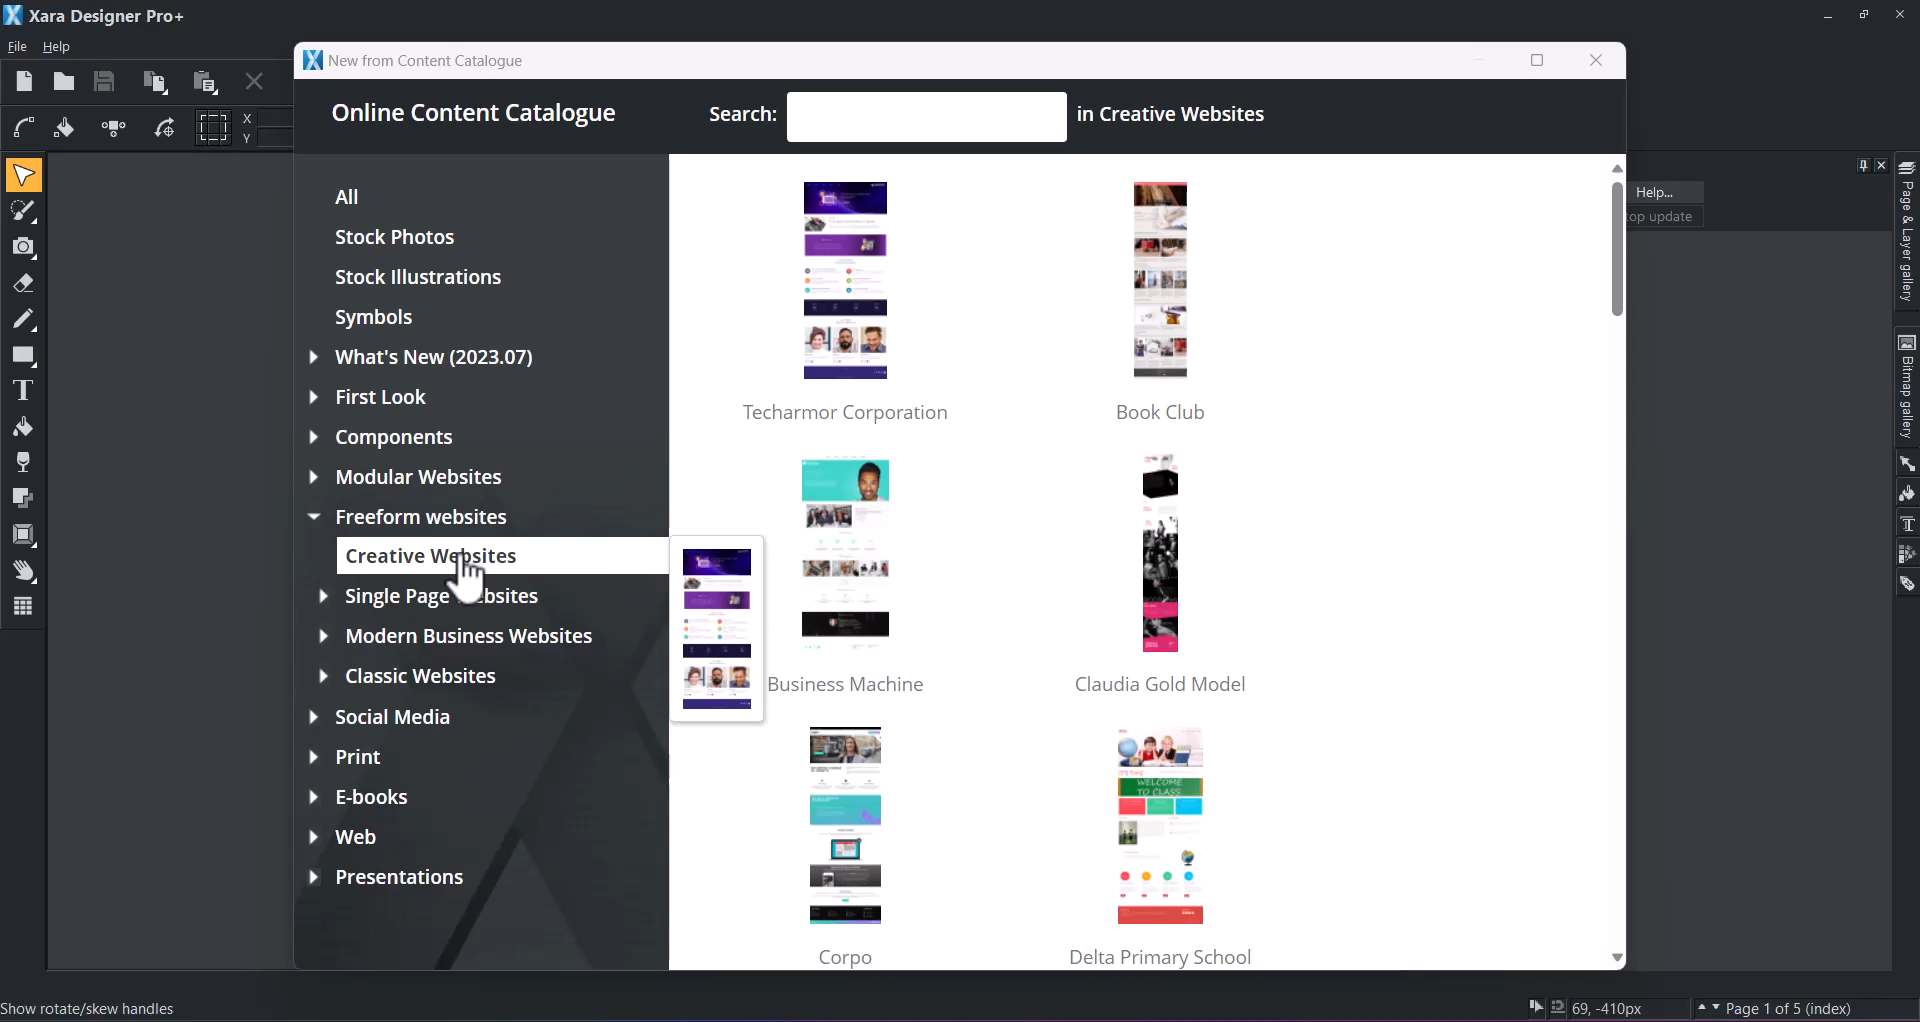 Xara Designer Pro+
File Help
New from Content Catalogue
Online Content Catalogue
Search: in Creative Websites
X
Y
All
Stock Photos
Stock Illustrations
Symbols
What's New (2023.07)
First Look
Components
Modular Websites
Freeform websites
Creative Websites
Single Page
Modern Business Websites
Classic Websites
Social Media
Print
E-books
Web
Presentations
Techarmor Corporation
Book Club
Business Machine
Claudia Gold Model
WELCOME
TO CLASS
Corpo
Delta Primary School
Help...
top update
Page & Layer gallery
Bitmap gallery
Show rotate/skew handles
69, -410px
Page 1 of 5 (index)